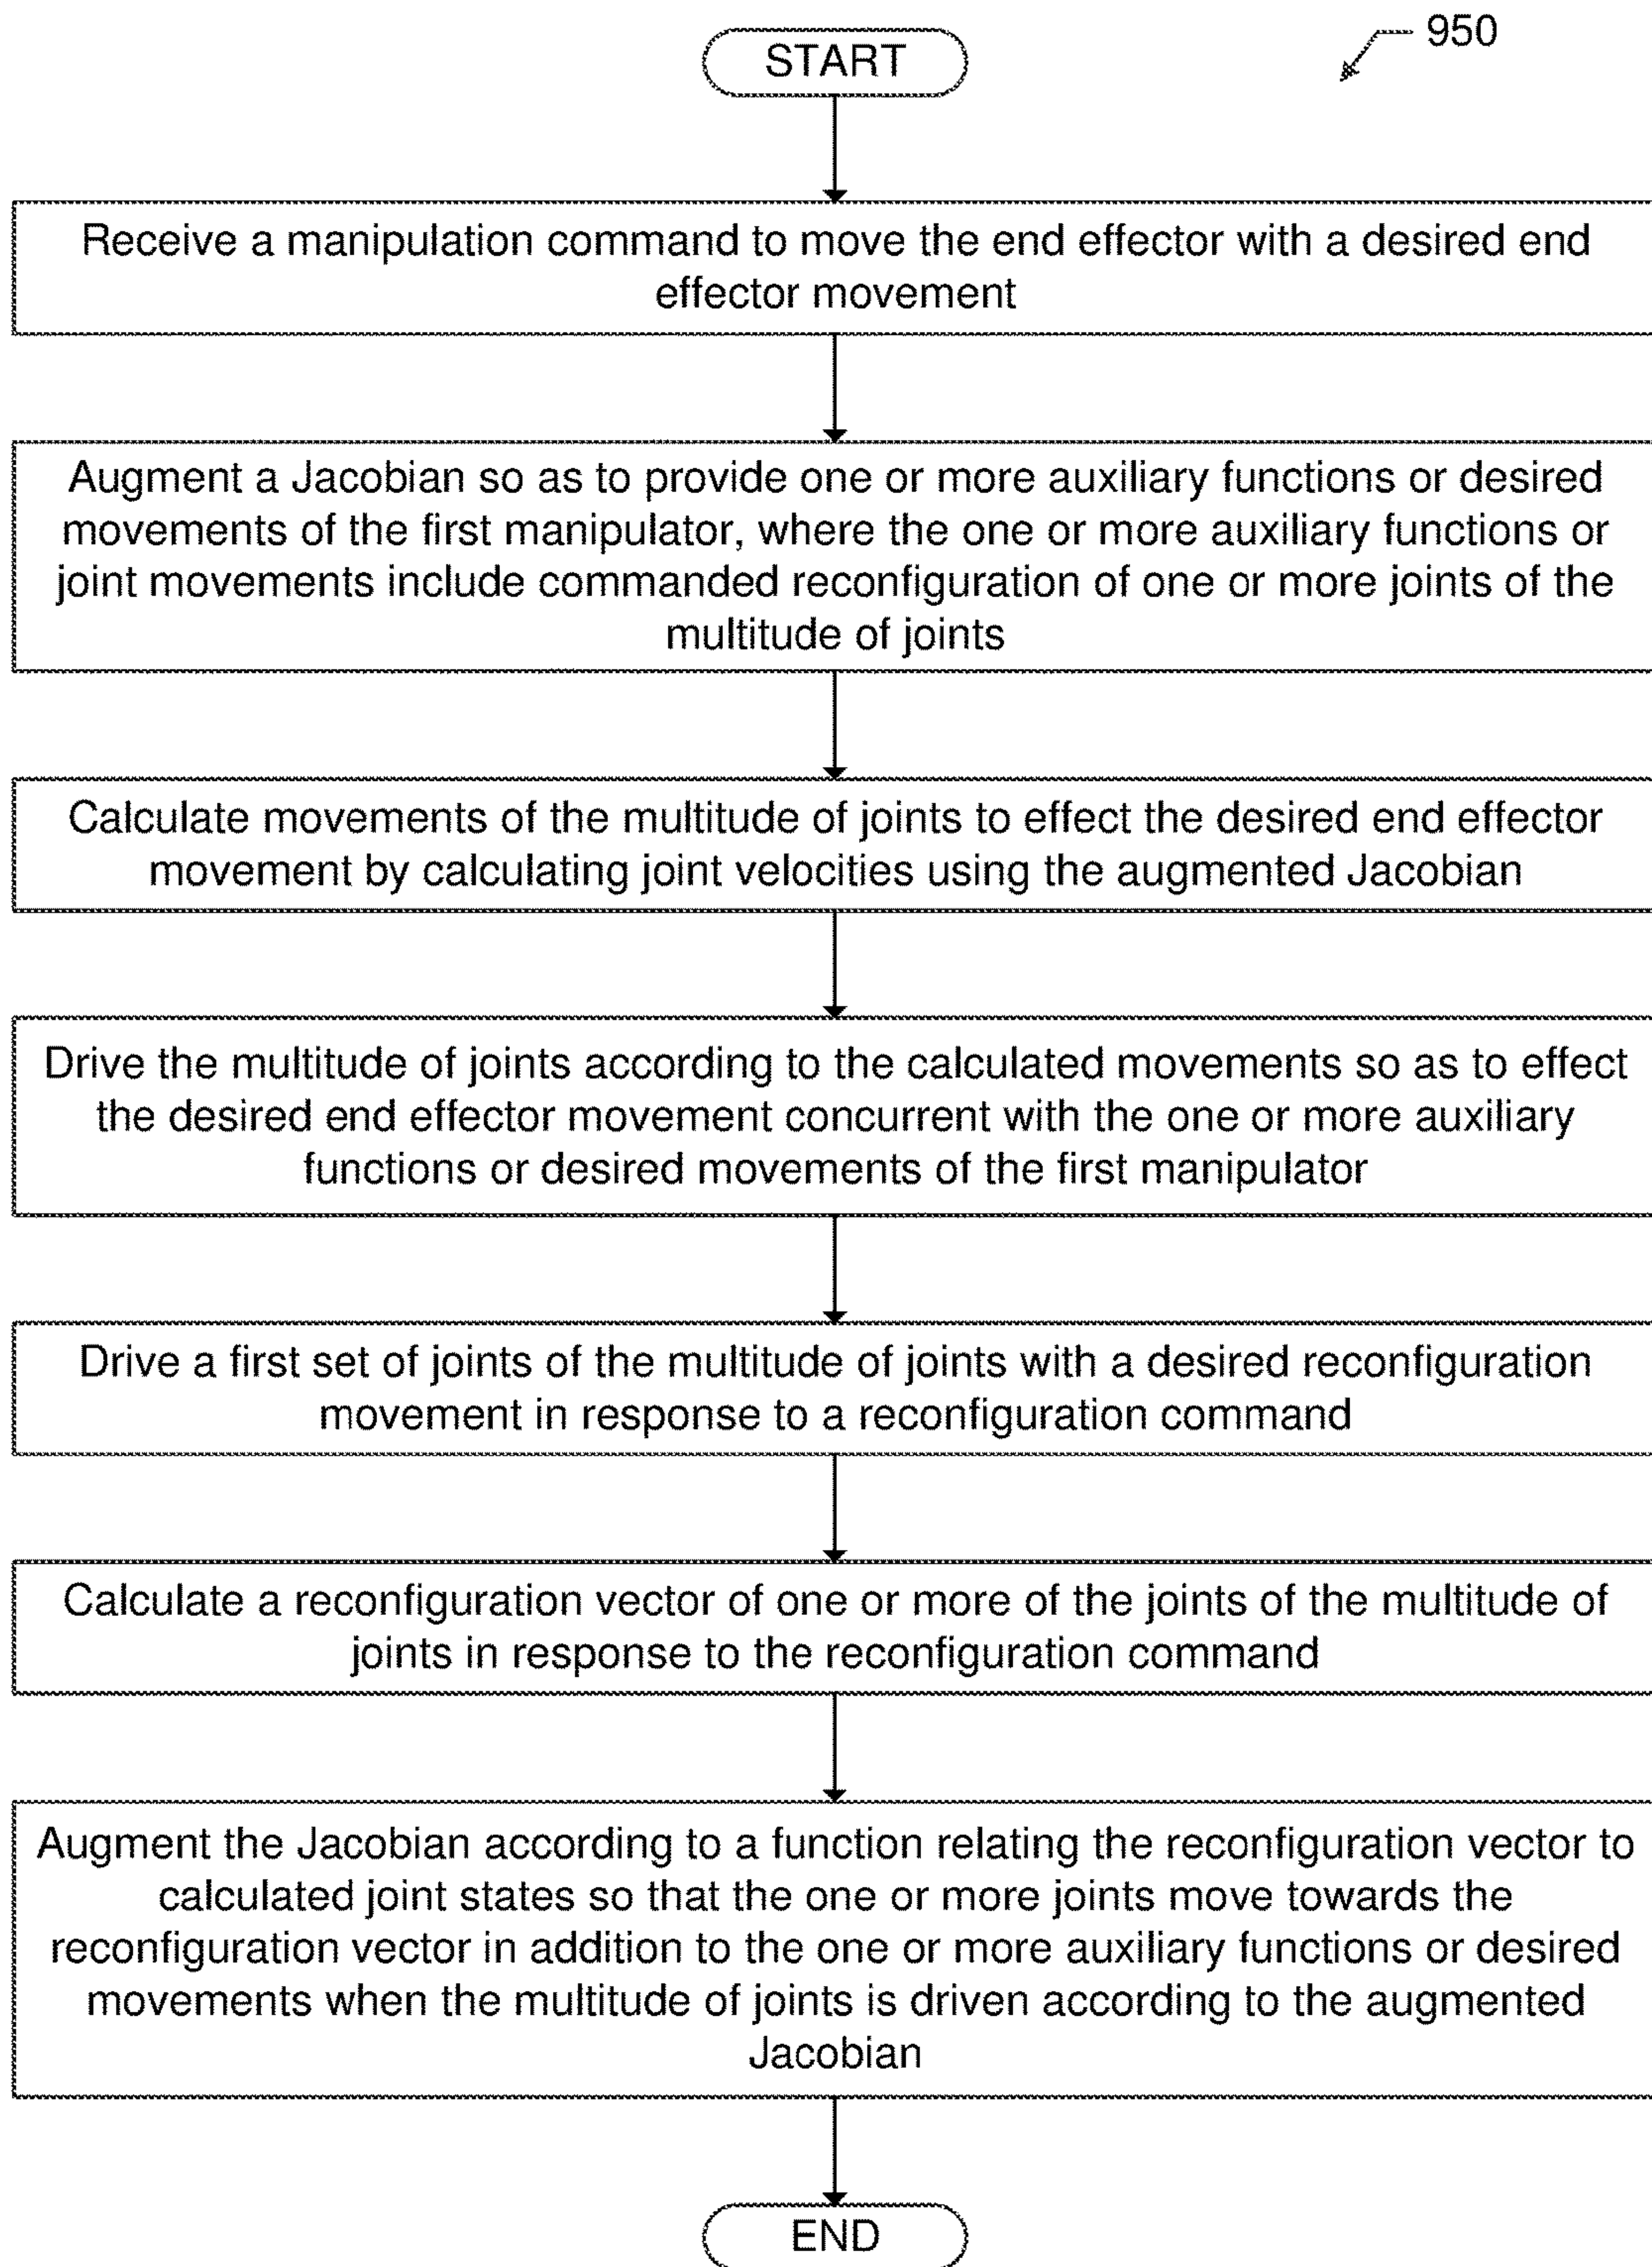 950
START
Receive a manipulation command to move the end effector with a desired end
effector movement
Augment a Jacobian so as to provide one or more auxiliary functions or desired
movements of the first manipulator, where the one or more auxiliary functions or
joint movements include commanded reconfiguration of one or more joints of the
multitude of joints
Calculate movements of the multitude of joints to effect the desired end effector
movement by calculating joint velocities using the augmented Jacobian
Drive the multitude of joints according to the calculated movements so as to effect
the desired end effector movement concurrent with the one or more auxiliary
functions or desired movements of the first manipulator
Drive a first set of joints of the multitude of joints with a desired reconfiguration
movement in response to a reconfiguration command
Calculate a reconfiguration vector of one or more of the joints of the multitude of
joints in response to the reconfiguration command
Augment the Jacobian according to a function relating the reconfiguration vector to
calculated joint states so that the one or more joints move towards the
reconfiguration vector in addition to the one or more auxiliary functions or desired
movements when the multitude of joints is driven according to the augmented
Jacobian
END